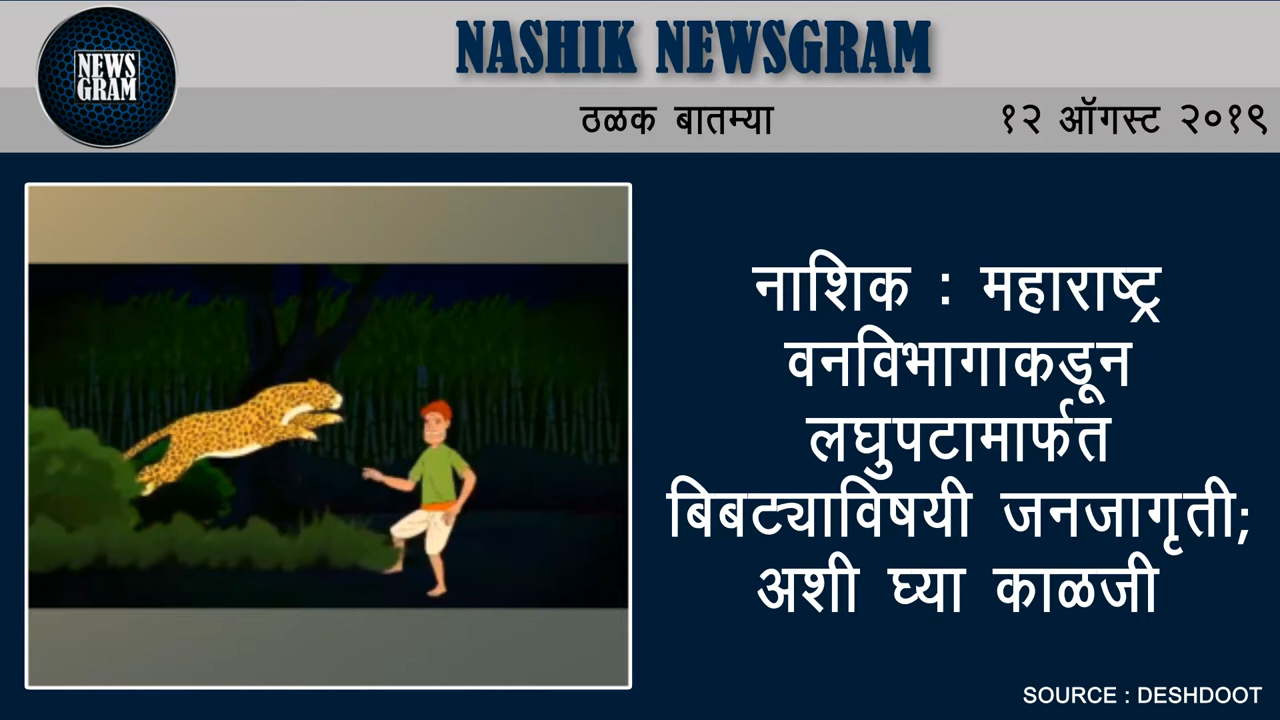 NEWS
GRAM
NASHIK NEWSGRAM
ठळक बातम्या
१२ ऑगस्ट २०१९
नाशिक : महाराष्ट्र
वनविभागाकडून
लघुपटामार्फत
बिबट्याविषयी जनजागृती;
अशी घ्या काळजी
SOURCE : DESHDOOT